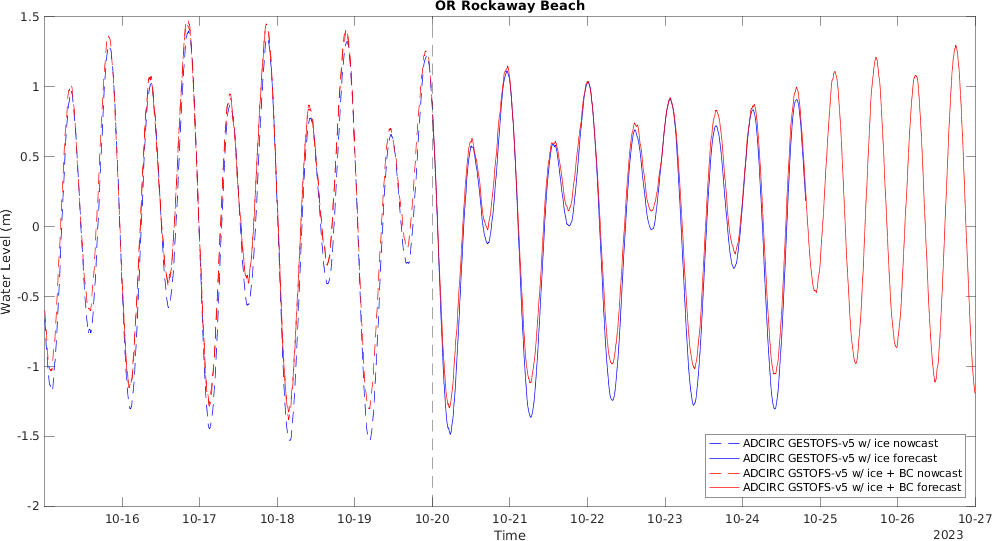 OR Rockaway Beach
1.5
1
0.5
0
-0.5
-1
-1.5
-2
Water Level (m)
10-16 10-17 10-18 10-19 10-20 10-21 10-22 10-23 10-24 10-25 10-26 10-27
Time
2023
ADCIRC GESTOFS-v5 w/ ice nowcast
ADCIRC GESTOFS-v5 w/ ice forecast
ADCIRC GSTOFS-v5 w/ ice + BC nowcast
ADCIRC GSTOFS-v5 w/ ice + BC forecast